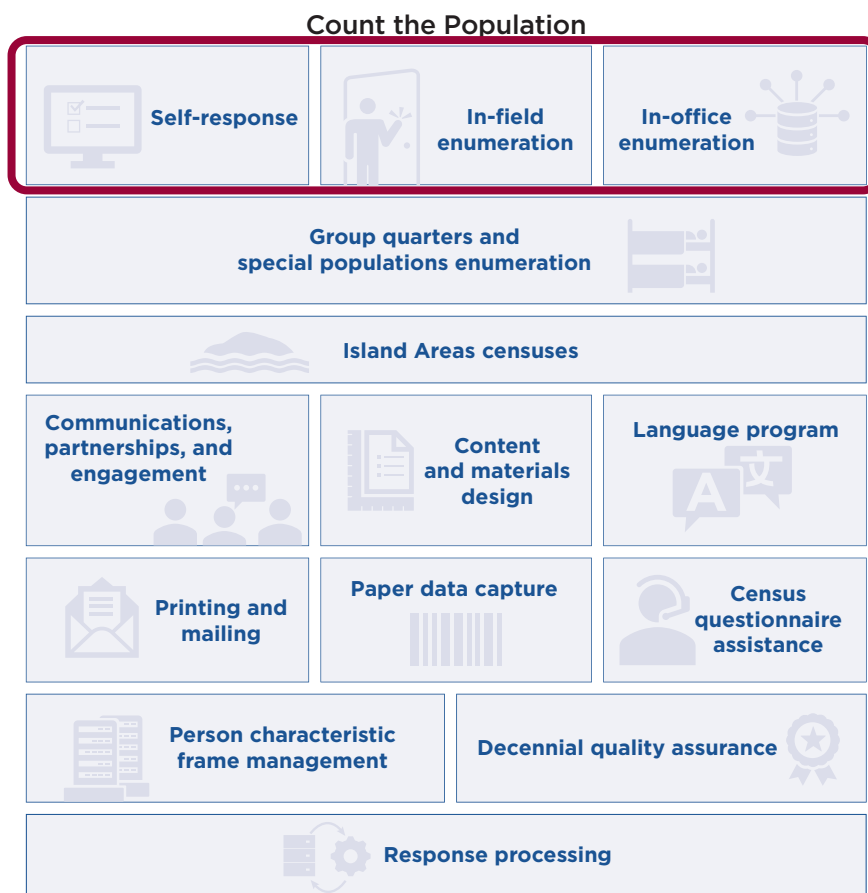 Count the Population
Self-response
In-field
enumeration
In-office
enumeration
Group quarters and
special populations enumeration
Island Areas censuses
Communications,
partnerships, and
engagement
Content
and materials
design
Language program
A 文
Printing and
mailing
Paper data capture
Census
questionnaire
assistance
Person characteristic
frame management
Decennial quality assurance
Response processing